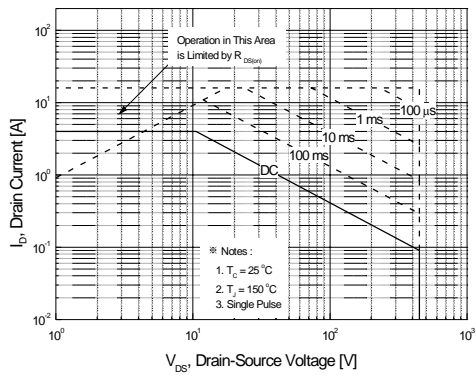 10²
10¹
10⁰
10⁻¹
10⁻²
I_D, Drain Current [A]
Operation in This Area
is Limited by R_DS(on)
100 µs
1 ms
10 ms
100 ms
DC
※ Notes :
1. T_C = 25 °C
2. T_J = 150 °C
3. Single Pulse
10⁰
10¹
10²
10³
V_DS, Drain-Source Voltage [V]